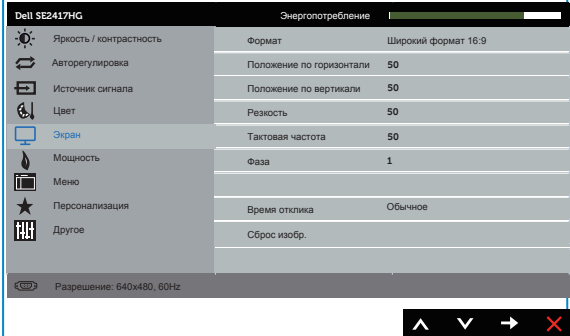 Dell SE2417HG Энергопотребление
Яркость / контрастность Формат Широкий формат 16:9
Авторегулировка Положение по горизонтали 50
Источник сигнала Положение по вертикали 50
Цвет Резкость 50
Экран Тактовая частота 50
Мощность Фаза 1
Меню
Персонализация Время отклика Обычное
Другое Сброс изобр.
Разрешение: 640x480, 60Hz